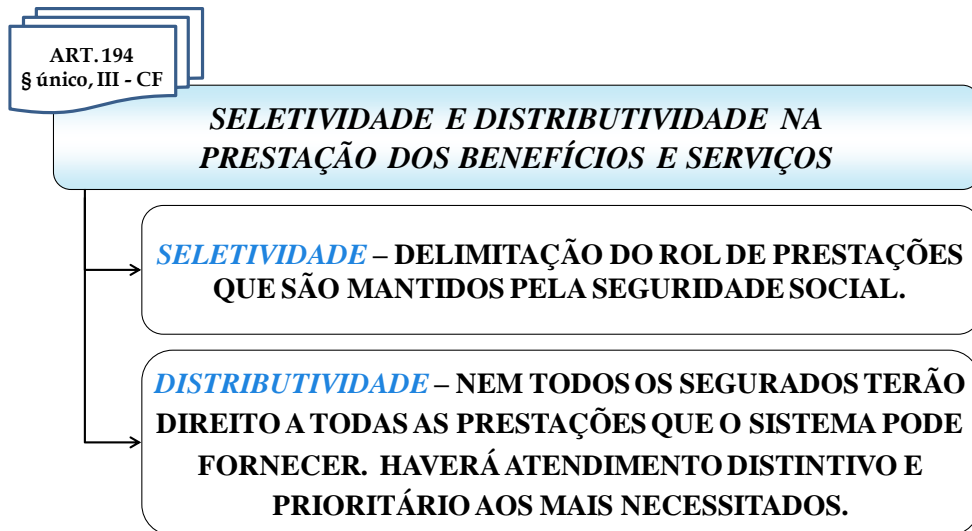 ART. 194
§ único, III - CF
SELETIVIDADE E DISTRIBUTIVIDADE NA
PRESTAÇÃO DOS BENEFÍCIOS E SERVIÇOS
SELETIVIDADE – DELIMITAÇÃO DO ROL DE PRESTAÇÕES
QUE SÃO MANTIDOS PELA SEGURIDADE SOCIAL.
DISTRIBUTIVIDADE – NEM TODOS OS SEGURADOS TERÃO
DIREITO A TODAS AS PRESTAÇÕES QUE O SISTEMA PODE
FORNECER. HAVERÁ ATENDIMENTO DISTINTIVO E
PRIORITÁRIO AOS MAIS NECESSITADOS.